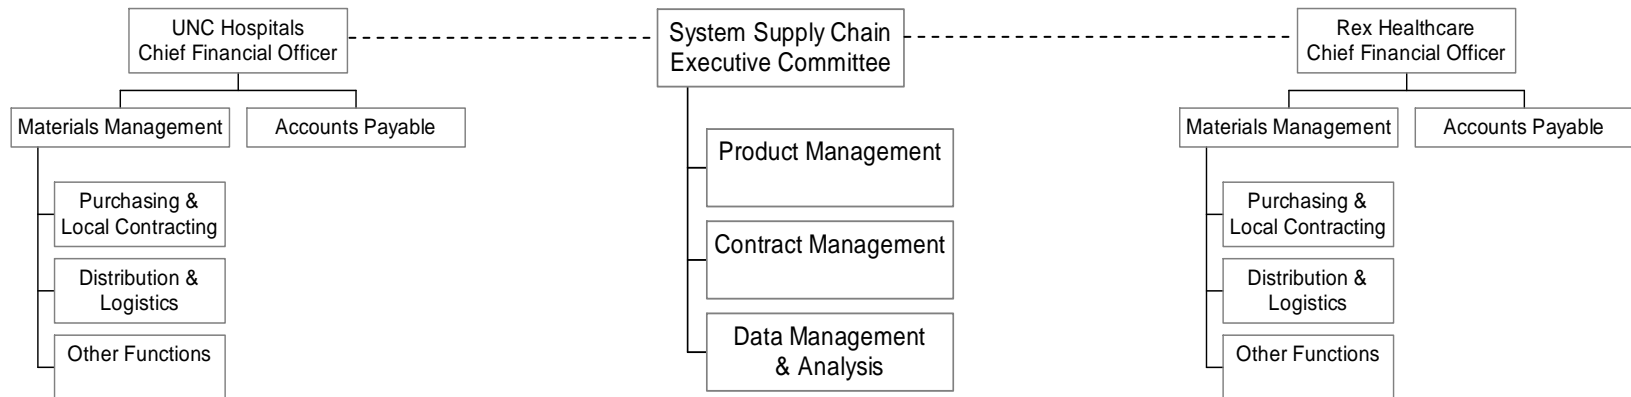 UNC Hospitals
Chief Financial Officer
Materials Management
Accounts Payable
Purchasing &
Local Contracting
Distribution &
Logistics
Other Functions
System Supply Chain
Executive Committee
Product Management
Contract Management
Data Management
& Analysis
Rex Healthcare
Chief Financial Officer
Materials Management
Accounts Payable
Purchasing &
Local Contracting
Distribution &
Logistics
Other Functions